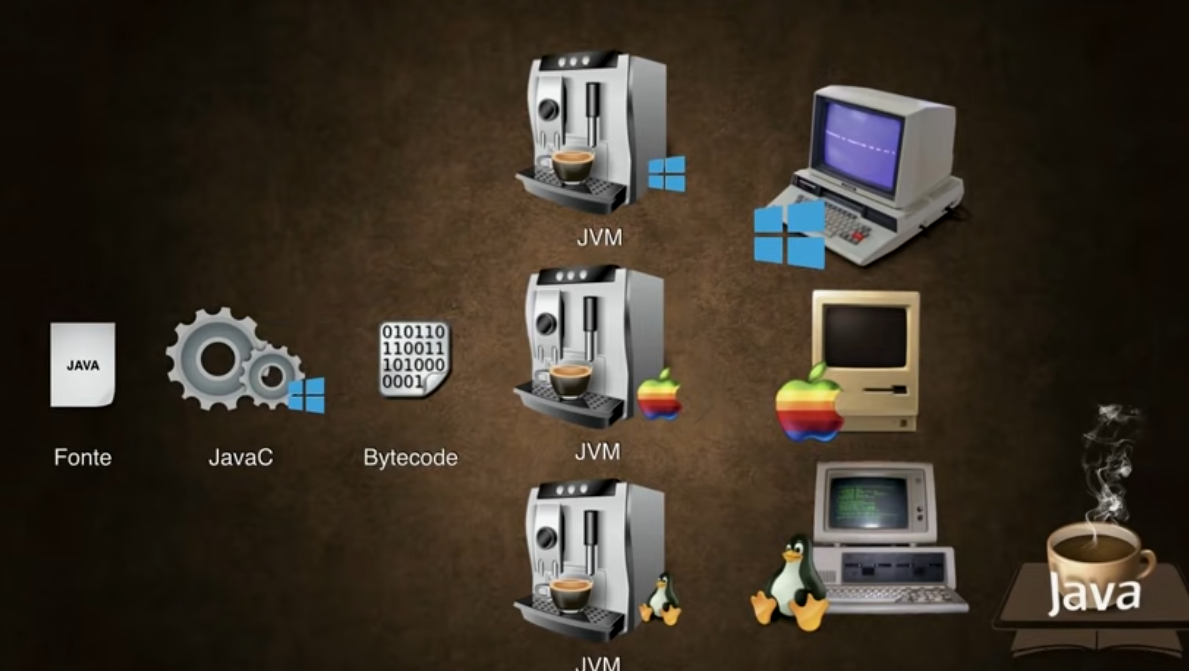 JAVA
Fonte
JavaC
010110
110011
101000
0001
Bytecode
JVM
JVM
JVM
Java